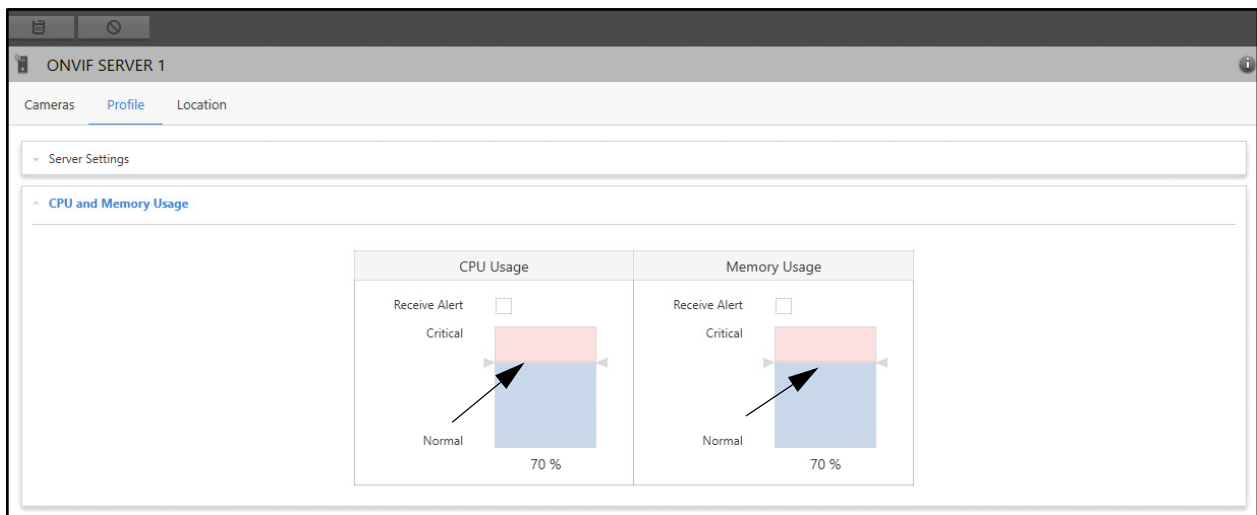 ONVIF SERVER 1
Cameras Profile Location
Server Settings
CPU and Memory Usage
CPU Usage Memory Usage
Receive Alert Receive Alert
Critical Critical
Normal Normal
70 % 70 %